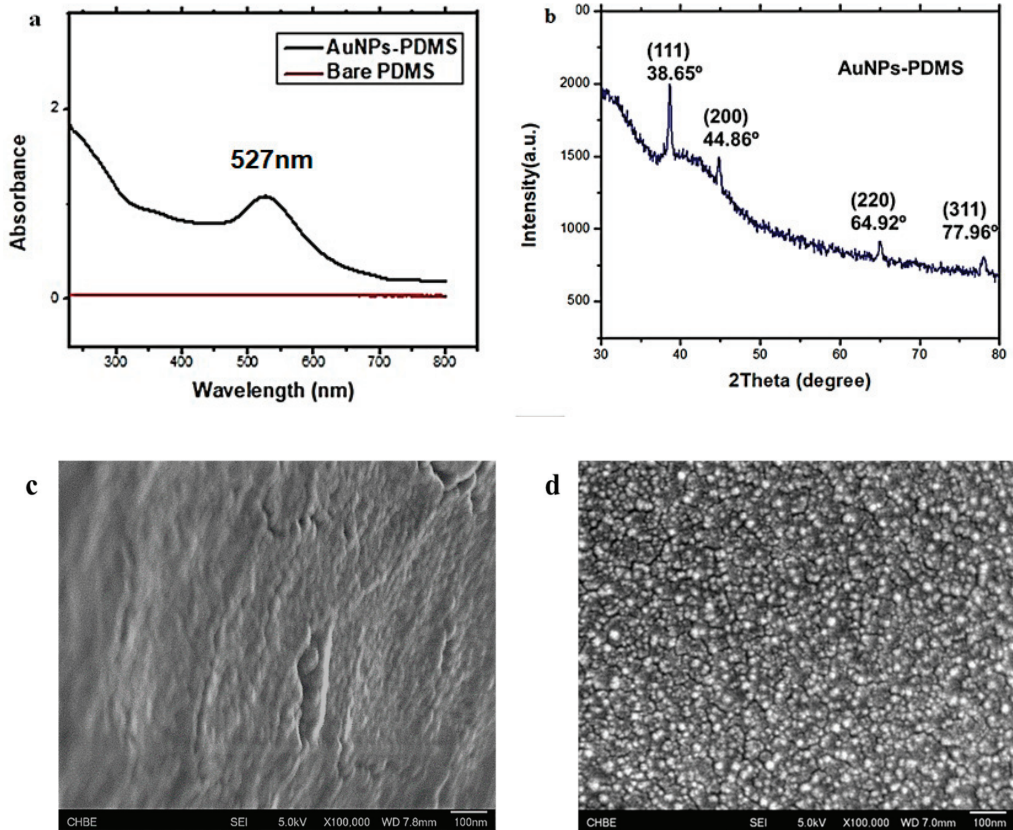 a
AuNPs-PDMS
Bare PDMS
2
527nm
0
Absorbance
300 400 500 600 700 800
Wavelength (nm)
b
00
2000
1500
1000
500
(111)
38.65º
(200)
44.86º
AuNPs-PDMS
(220)
64.92º
(311)
77.96º
Intensity(a.u.)
30 40 50 60 70 80
2Theta (degree)
c
CHBE SEI 5.0kV X100,000 WD 7.8mm 100nm
d
CHBE SEI 5.0kV X100,000 WD 7.0mm 100nm